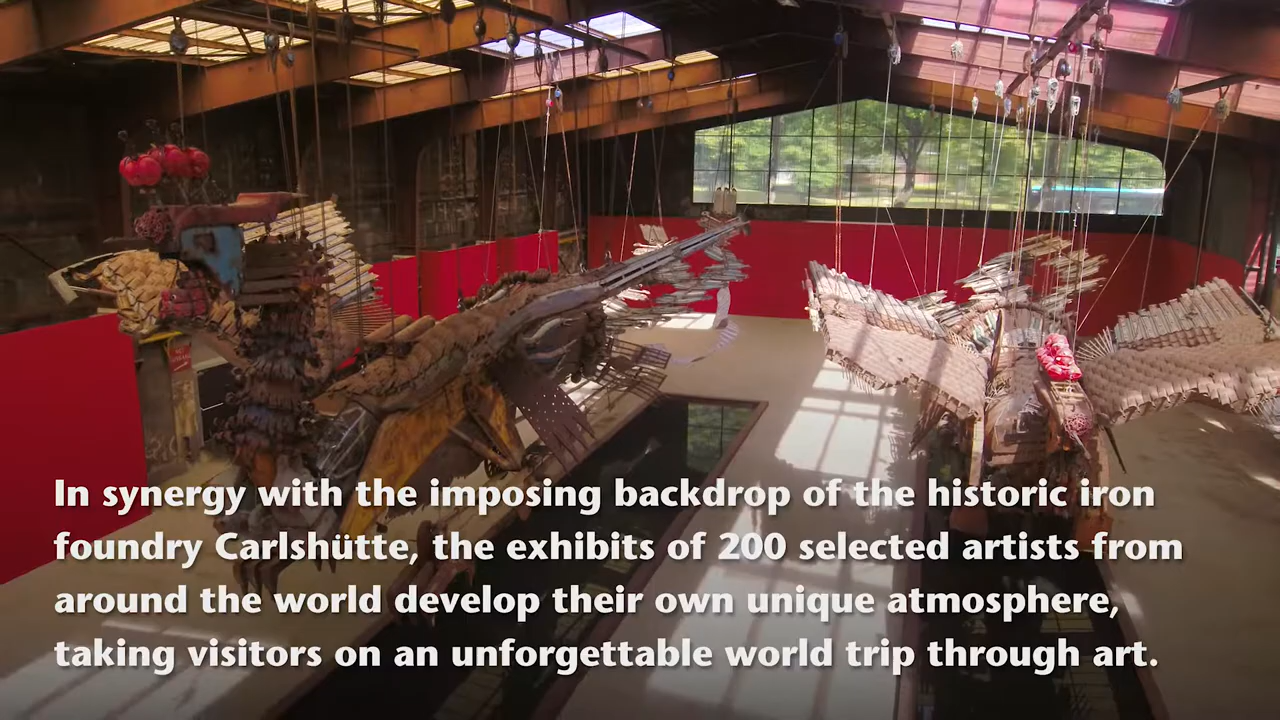 In synergy with the imposing backdrop of the historic iron
foundry Carlshütte, the exhibits of 200 selected artists from
around the world develop their own unique atmosphere,
taking visitors on an unforgettable world trip through art.